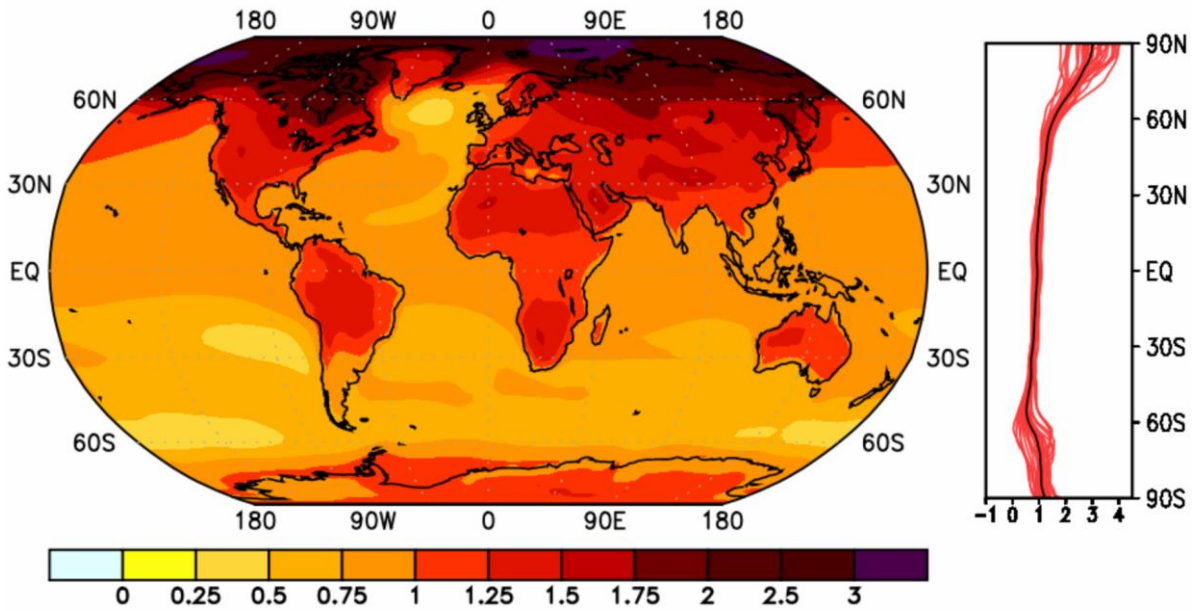 180 90W 0 90E 180
90N
60N 60N 60N
30N 30N 30N
EQ EQ EQ
30S 30S 30S
60S 60S 60S
90S
180 90W 0 90E 180
-1 0 1 2 3 4
0 0.25 0.5 0.75 1 1.25 1.5 1.75 2 2.5 3